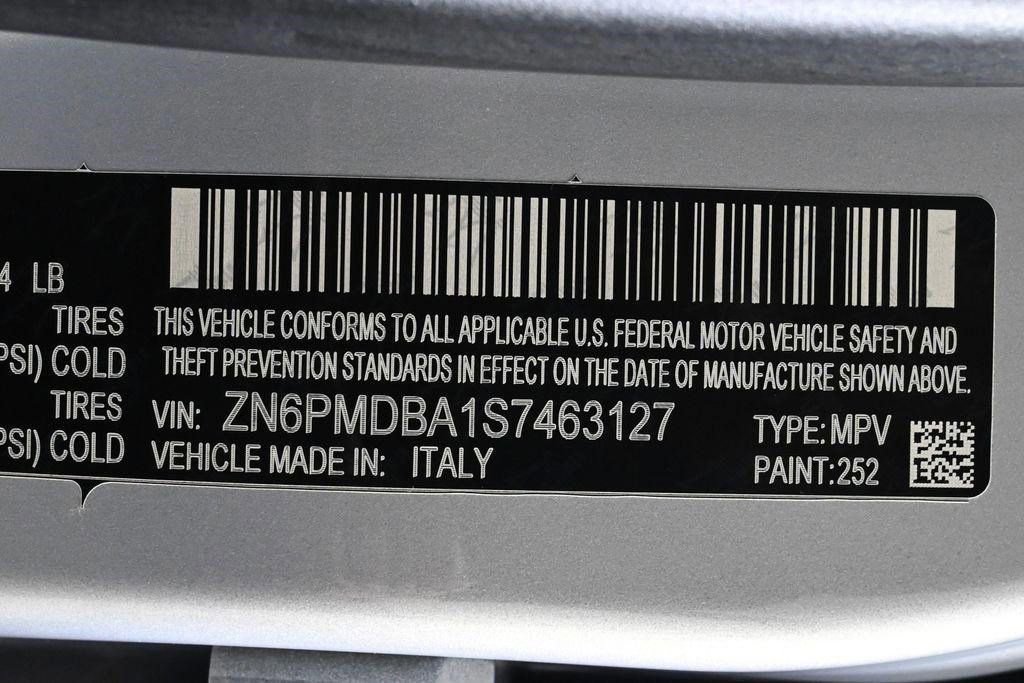 4 LB
TIRES
PSI) COLD
TIRES
PSI) COLD
THIS VEHICLE CONFORMS TO ALL APPLICABLE U.S. FEDERAL MOTOR VEHICLE SAFETY AND
THEFT PREVENTION STANDARDS IN EFFECT ON THE DATE OF MANUFACTURE SHOWN ABOVE.
VIN: ZN6PMDBA1S7463127
VEHICLE MADE IN: ITALY
TYPE: MPV
PAINT: 252